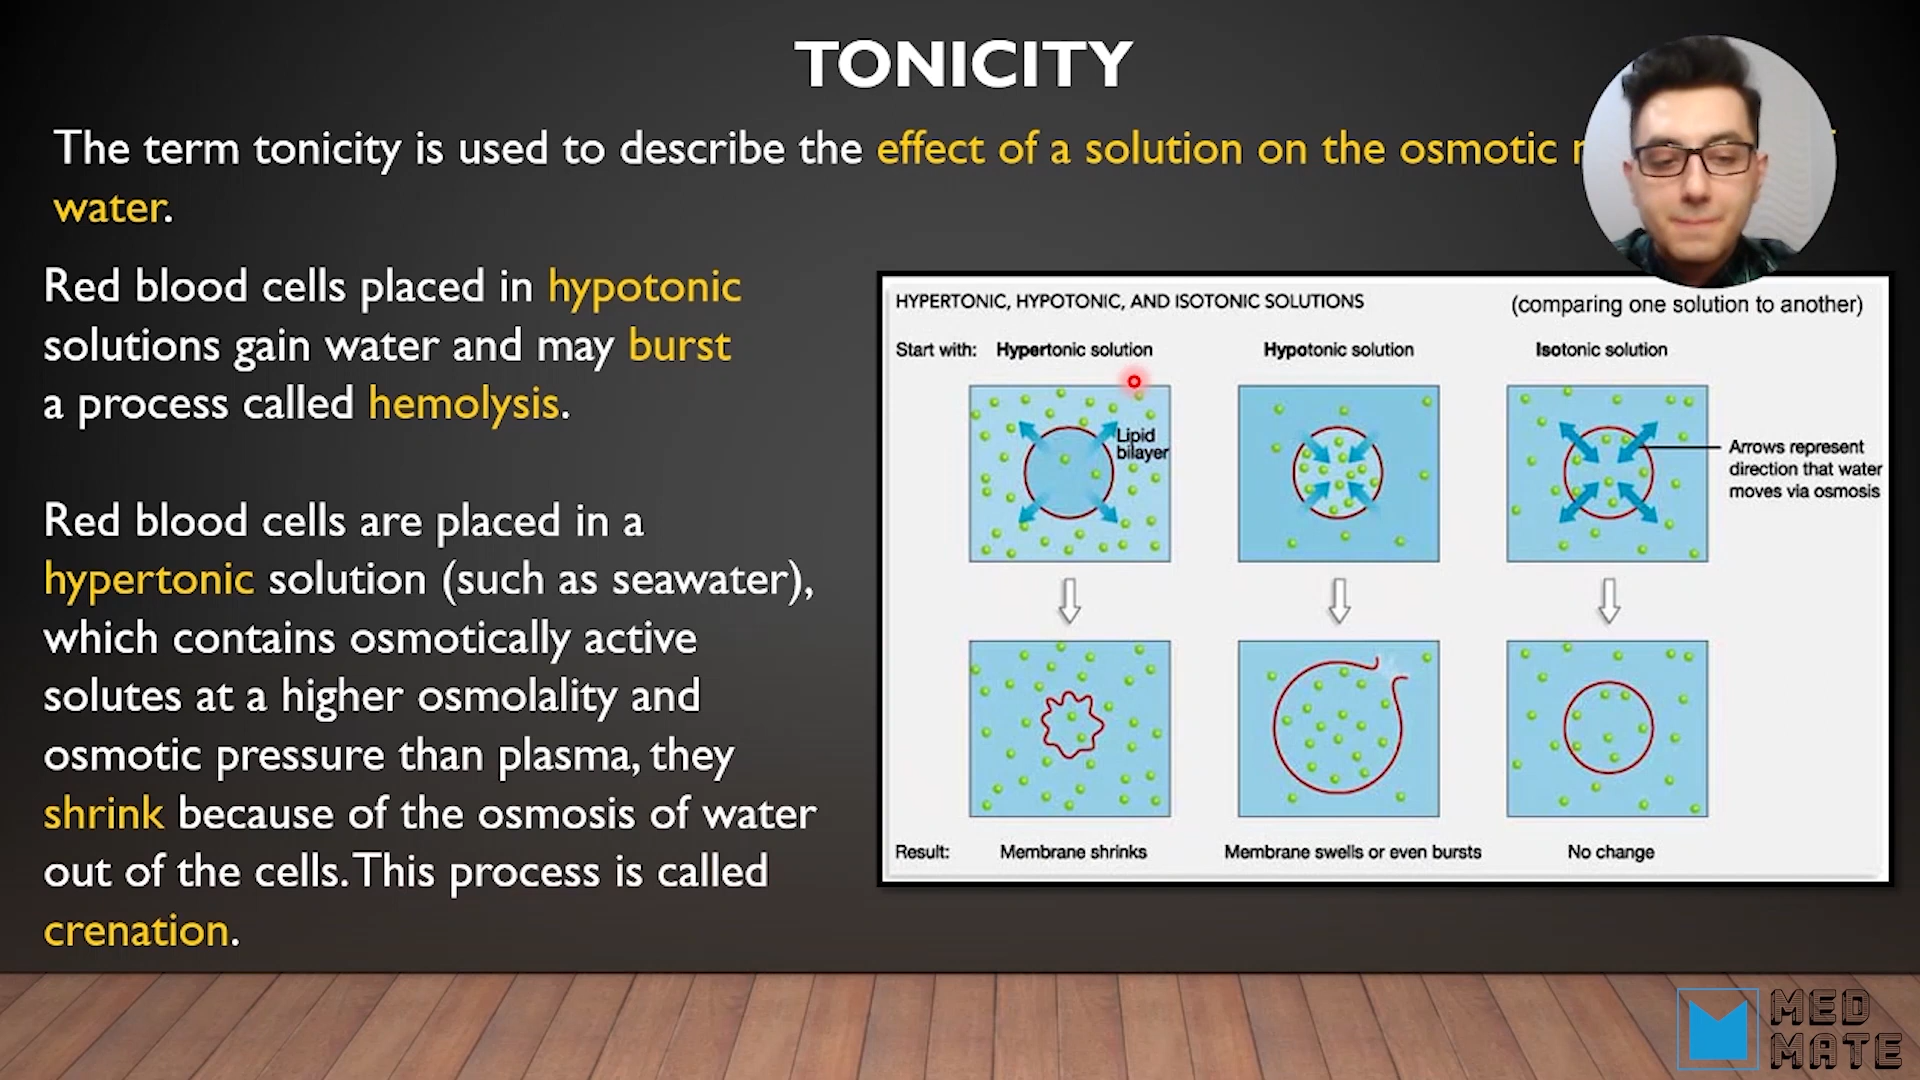 TONICITY
The term tonicity is used to describe the effect of a solution on the osmotic
water.
Red blood cells placed in hypotonic
solutions gain water and may burst
a process called hemolysis.
Red blood cells are placed in a
hypertonic solution (such as seawater),
which contains osmotically active
solutes at a higher osmolality and
osmotic pressure than plasma, they
shrink because of the osmosis of water
out of the cells. This process is called
crenation.
HYPERTONIC, HYPOTONIC, AND ISOTONIC SOLUTIONS
(comparing one solution to another)
Start with: Hypertonic solution Hypotonic solution Isotonic solution
Lipid
bilayer
Arrows represent
direction that water
moves via osmosis
Result: Membrane shrinks Membrane swells or even bursts No change
MED
MATE